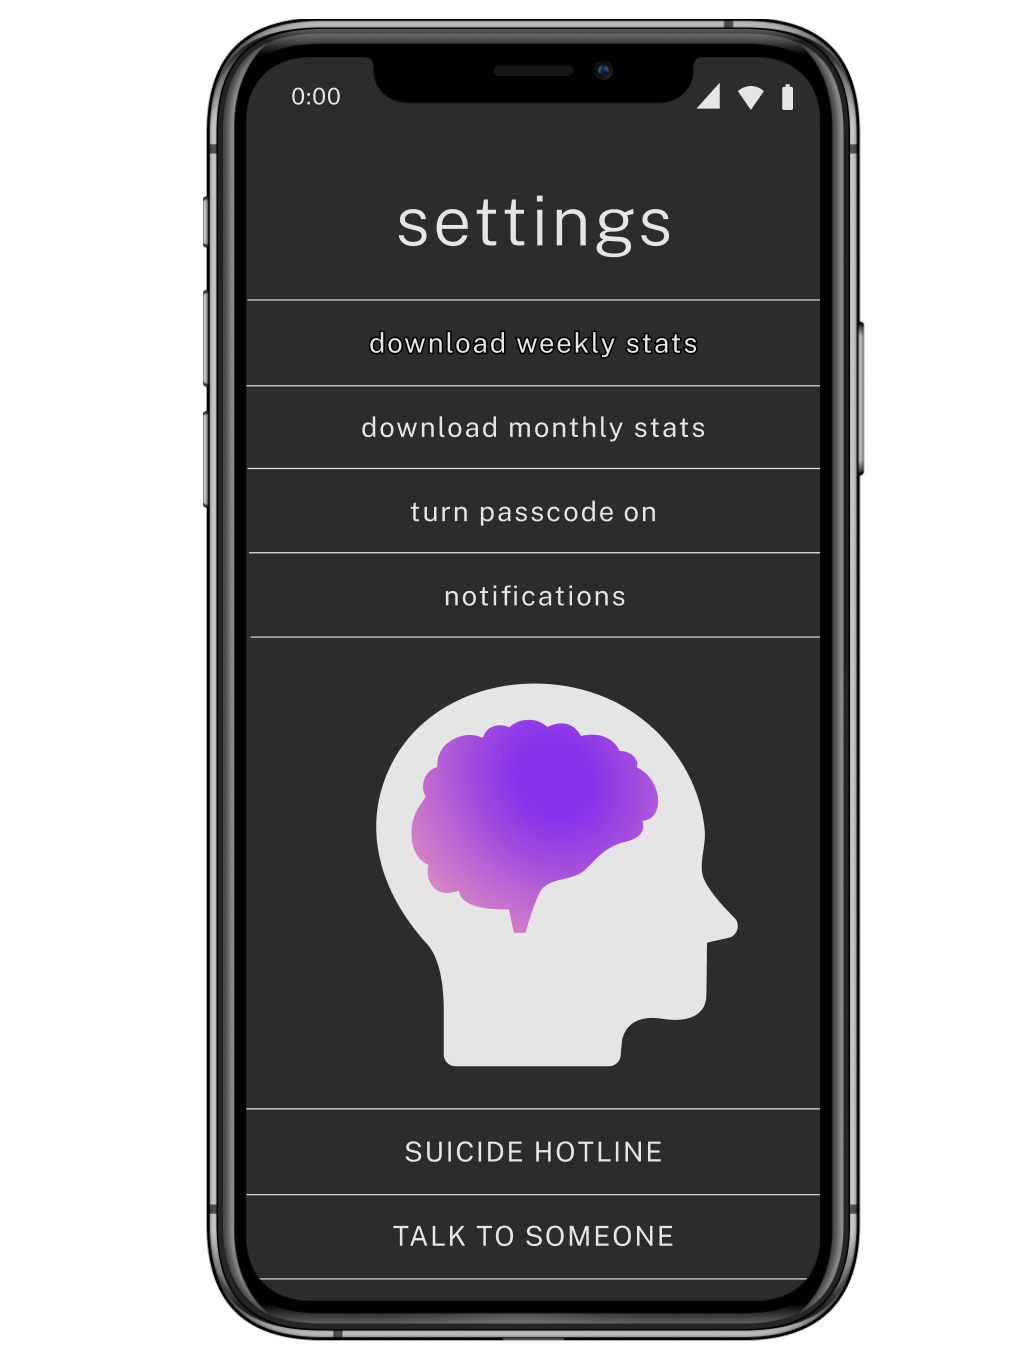 0:00
settings
download weekly stats
download monthly stats
turn passcode on
notifications
SUICIDE HOTLINE
TALK TO SOMEONE